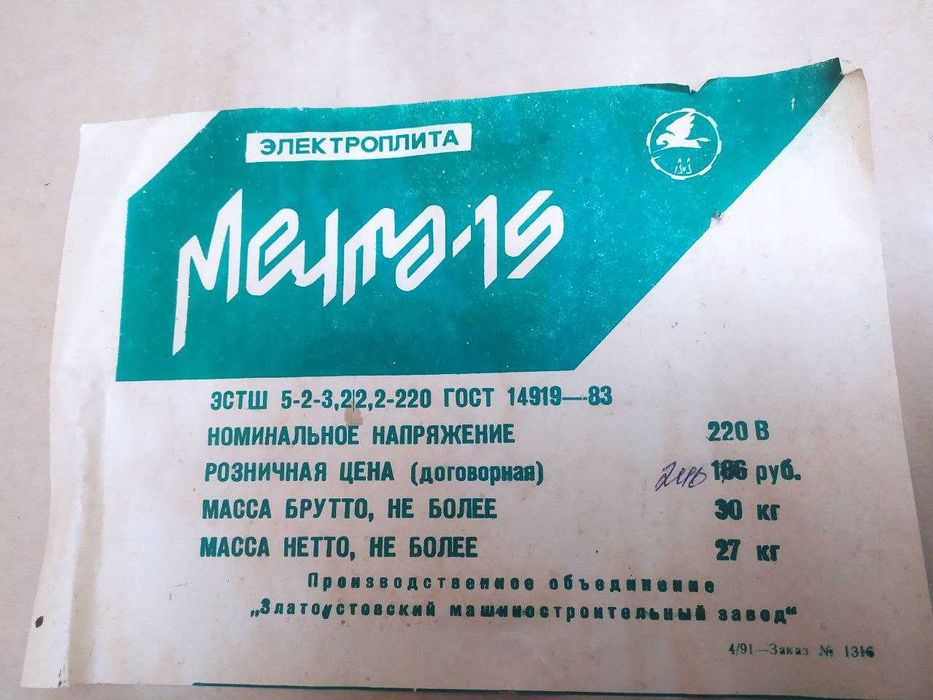 ЭЛЕКТРОПЛИТА
Мечта-15
ЭСТШ 5-2-3,2/2,2-220 ГОСТ 14919—83
НОМИНАЛЬНОЕ НАПРЯЖЕНИЕ 220 В
РОЗНИЧНАЯ ЦЕНА (договорная) руб.
МАССА БРУТТО, НЕ БОЛЕЕ 30 кг
МАССА НЕТТО, НЕ БОЛЕЕ 27 кг
Производственное объединение
„Златоустовский машиностроительный завод"
4/91—Заказ № 1316